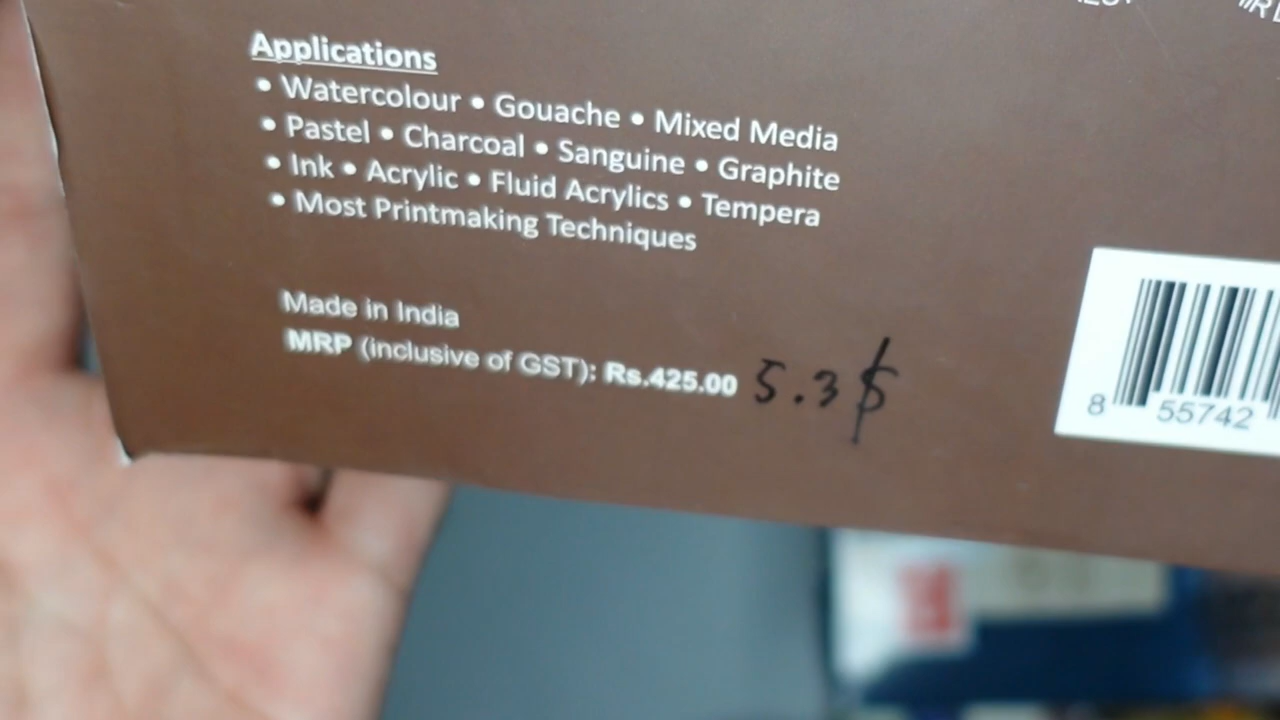 Applications
• Watercolour • Gouache • Mixed Media
• Pastel • Charcoal • Sanguine • Graphite
• Ink • Acrylic • Fluid Acrylics • Tempera
• Most Printmaking Techniques
Made in India
MRP (inclusive of GST): Rs.425.00 5.3$
8 55742